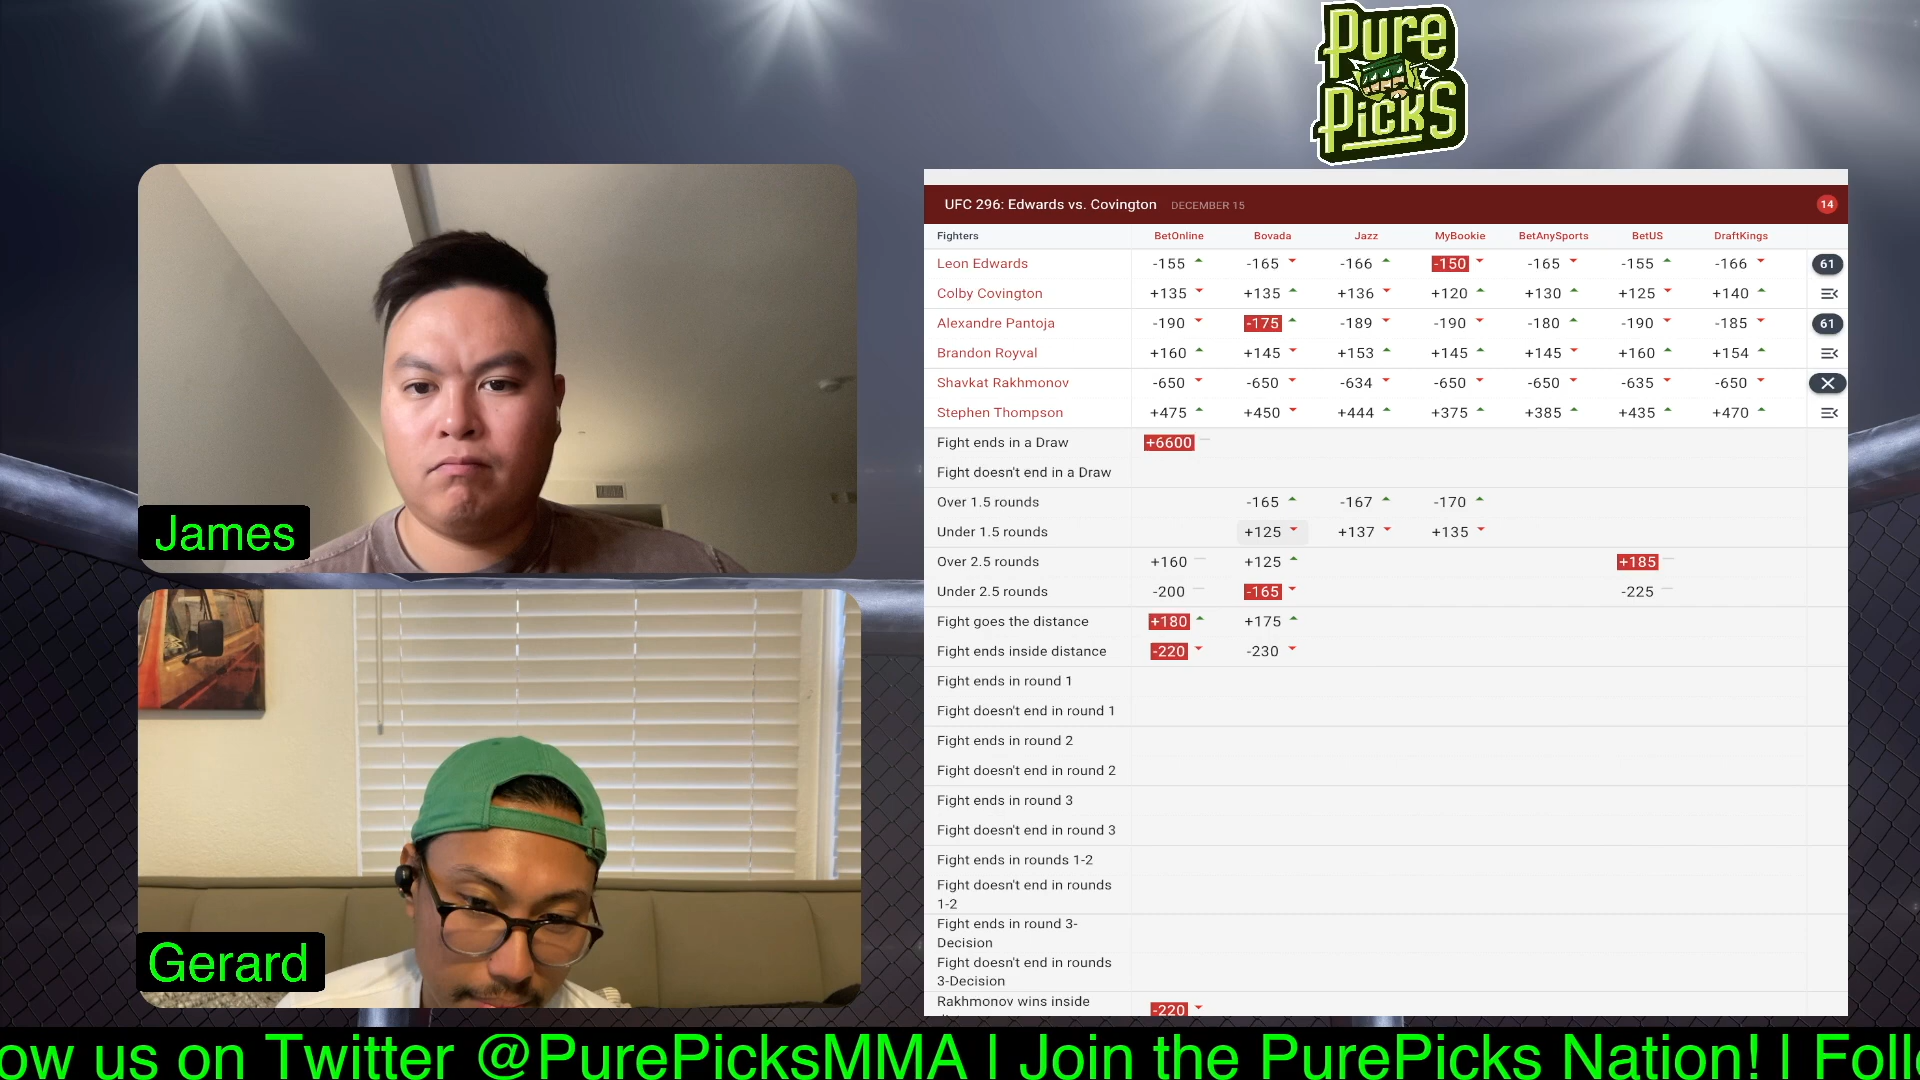 Pure
Picks
James
Gerard
UFC 296: Edwards vs. Covington DECEMBER 15 14
Fighters BetOnline Bovada Jazz MyBookie BetAnySports BetUS DraftKings
Leon Edwards -155 -165 -166 -150 -165 -155 -166 61
Colby Covington +135 +135 +136 +120 +130 +125 +140
Alexandre Pantoja -190 -175 -189 -190 -180 -190 -185 61
Brandon Royval +160 +145 +153 +145 +145 +160 +154
Shavkat Rakhmonov -650 -650 -634 -650 -650 -635 -650
Stephen Thompson +475 +450 +444 +375 +385 +435 +470
Fight ends in a Draw +6600
Fight doesn't end in a Draw
Over 1.5 rounds -165 -167 -170
Under 1.5 rounds +125 +137 +135
Over 2.5 rounds +160 +125 +185
Under 2.5 rounds -200 -165 -225
Fight goes the distance +180 +175
Fight ends inside distance -220 -230
Fight ends in round 1
Fight doesn't end in round 1
Fight ends in round 2
Fight doesn't end in round 2
Fight ends in round 3
Fight doesn't end in round 3
Fight ends in rounds 1-2
Fight doesn't end in rounds
1-2
Fight ends in round 3-
Decision
Fight doesn't end in rounds
3-Decision
Rakhmonov wins inside -220
ow us on Twitter @PurePicksMMA | Join the PurePicks Nation! | Foll